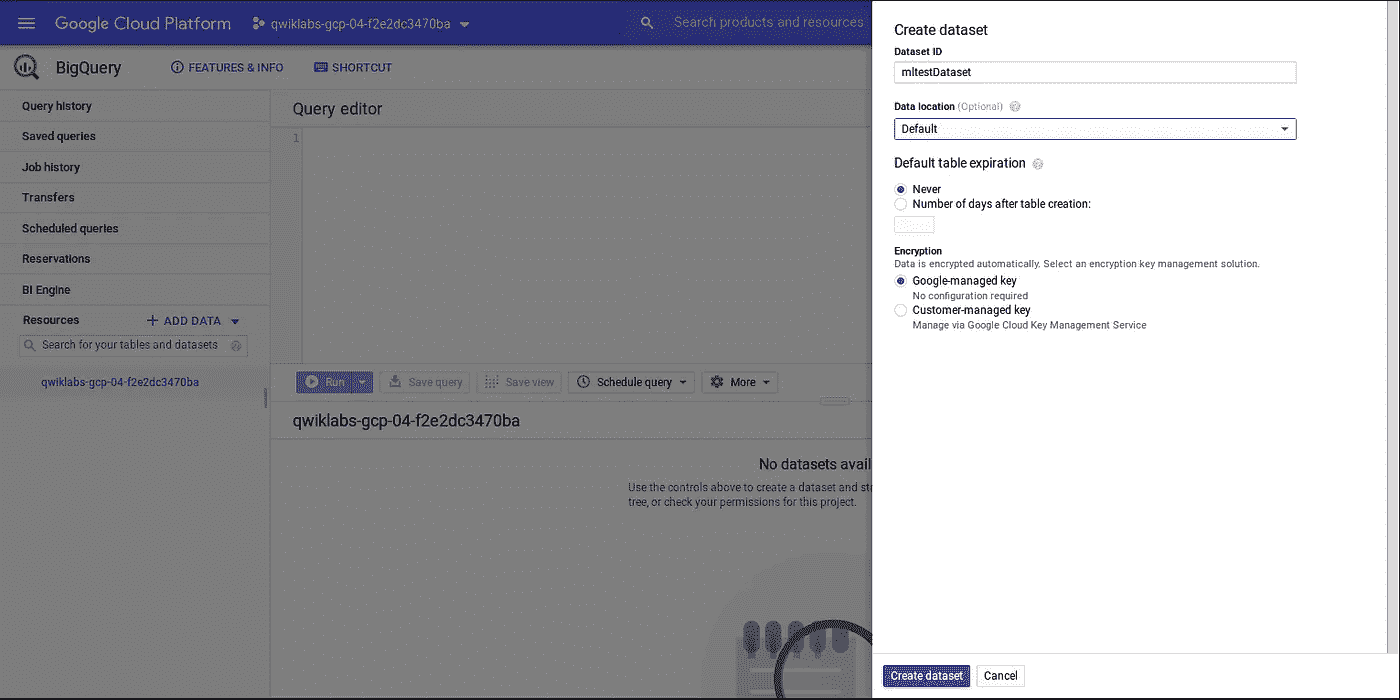 Google Cloud Platform
qwiklabs-gcp-04-f2e2dc3470ba
Search products and resources
BigQuery
FEATURES & INFO
SHORTCUT
Query history
Saved queries
Job history
Transfers
Scheduled queries
Reservations
BI Engine
Resources
ADD DATA
Search for your tables and datasets
qwiklabs-gcp-04-f2e2dc3470ba
Query editor
1
Run
Save query
Save view
Schedule query
More
qwiklabs-gcp-04-f2e2dc3470ba
No datasets avail
Use the controls above to create a dataset and sta
tree, or check your permissions for this project.
Create dataset
Dataset ID
mltestDataset
Data location (Optional)
Default
Default table expiration
Never
Number of days after table creation:
Encryption
Data is encrypted automatically. Select an encryption key management solution.
Google-managed key
No configuration required
Customer-managed key
Manage via Google Cloud Key Management Service
Create dataset
Cancel